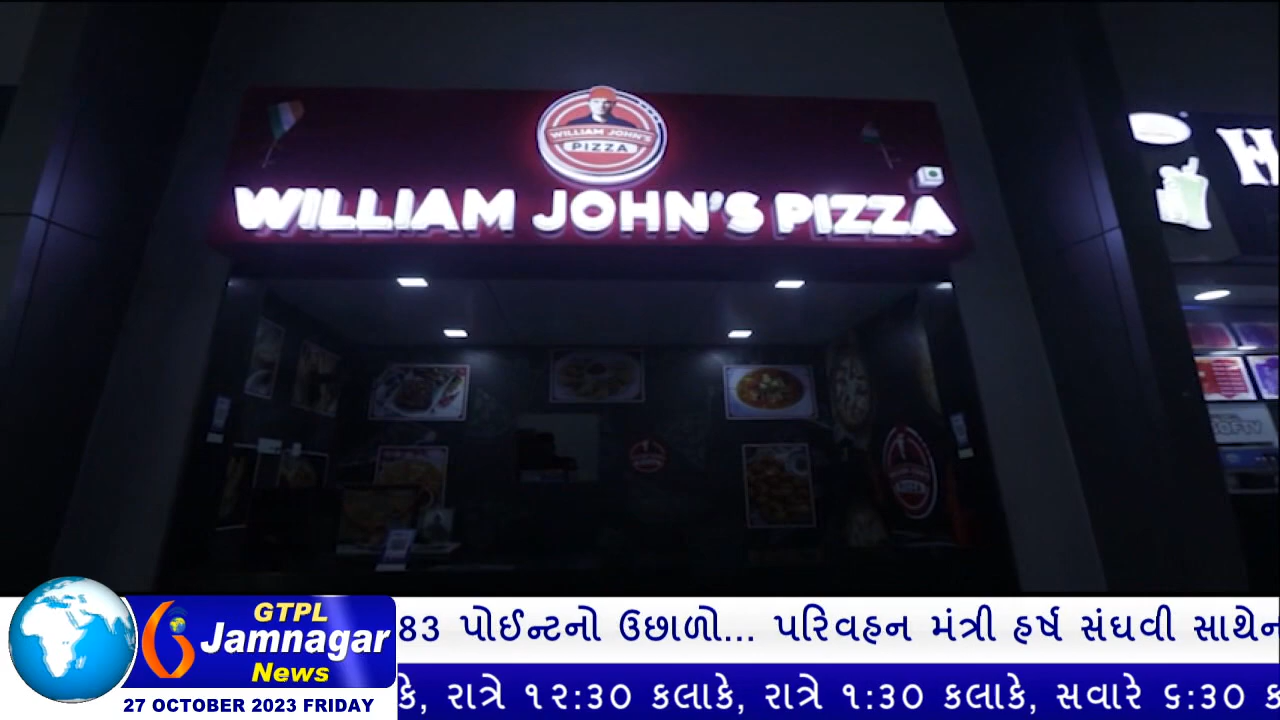 WILLIAM JOHN'S
PIZZA
WILLIAM JOHN'S PIZZA
H
GTPL
Jamnagar
News
27 OCTOBER 2023 FRIDAY
83 પોઈન્ટનો ઉછાળો... પરિવહન મંત્રી હર્ષ સંઘવી સાથેન
કે, રાત્રે ૧૨:૩૦ કલાકે, રાત્રે ૧:૩૦ કલાકે, સવારે ૬:૩૦ ક